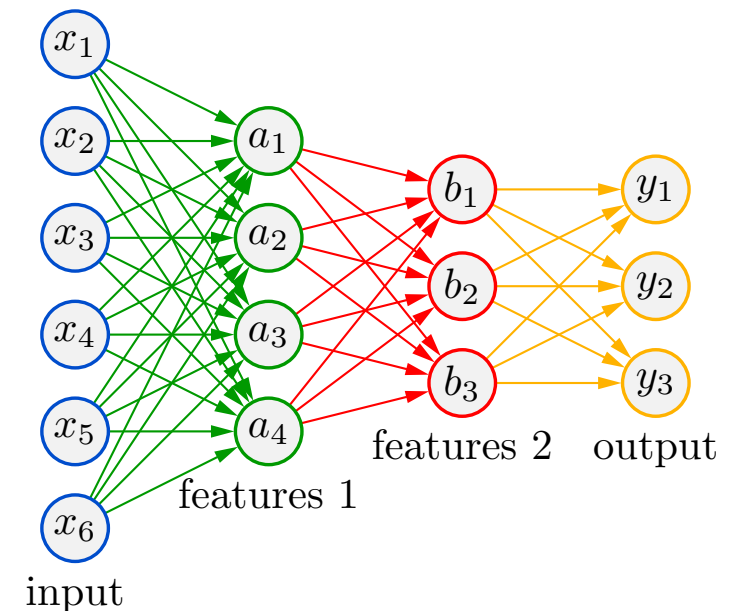 x1
x2
x3
x4
x5
x6
input
a1
a2
a3
a4
features 1
b1
b2
b3
features 2
y1
y2
y3
output